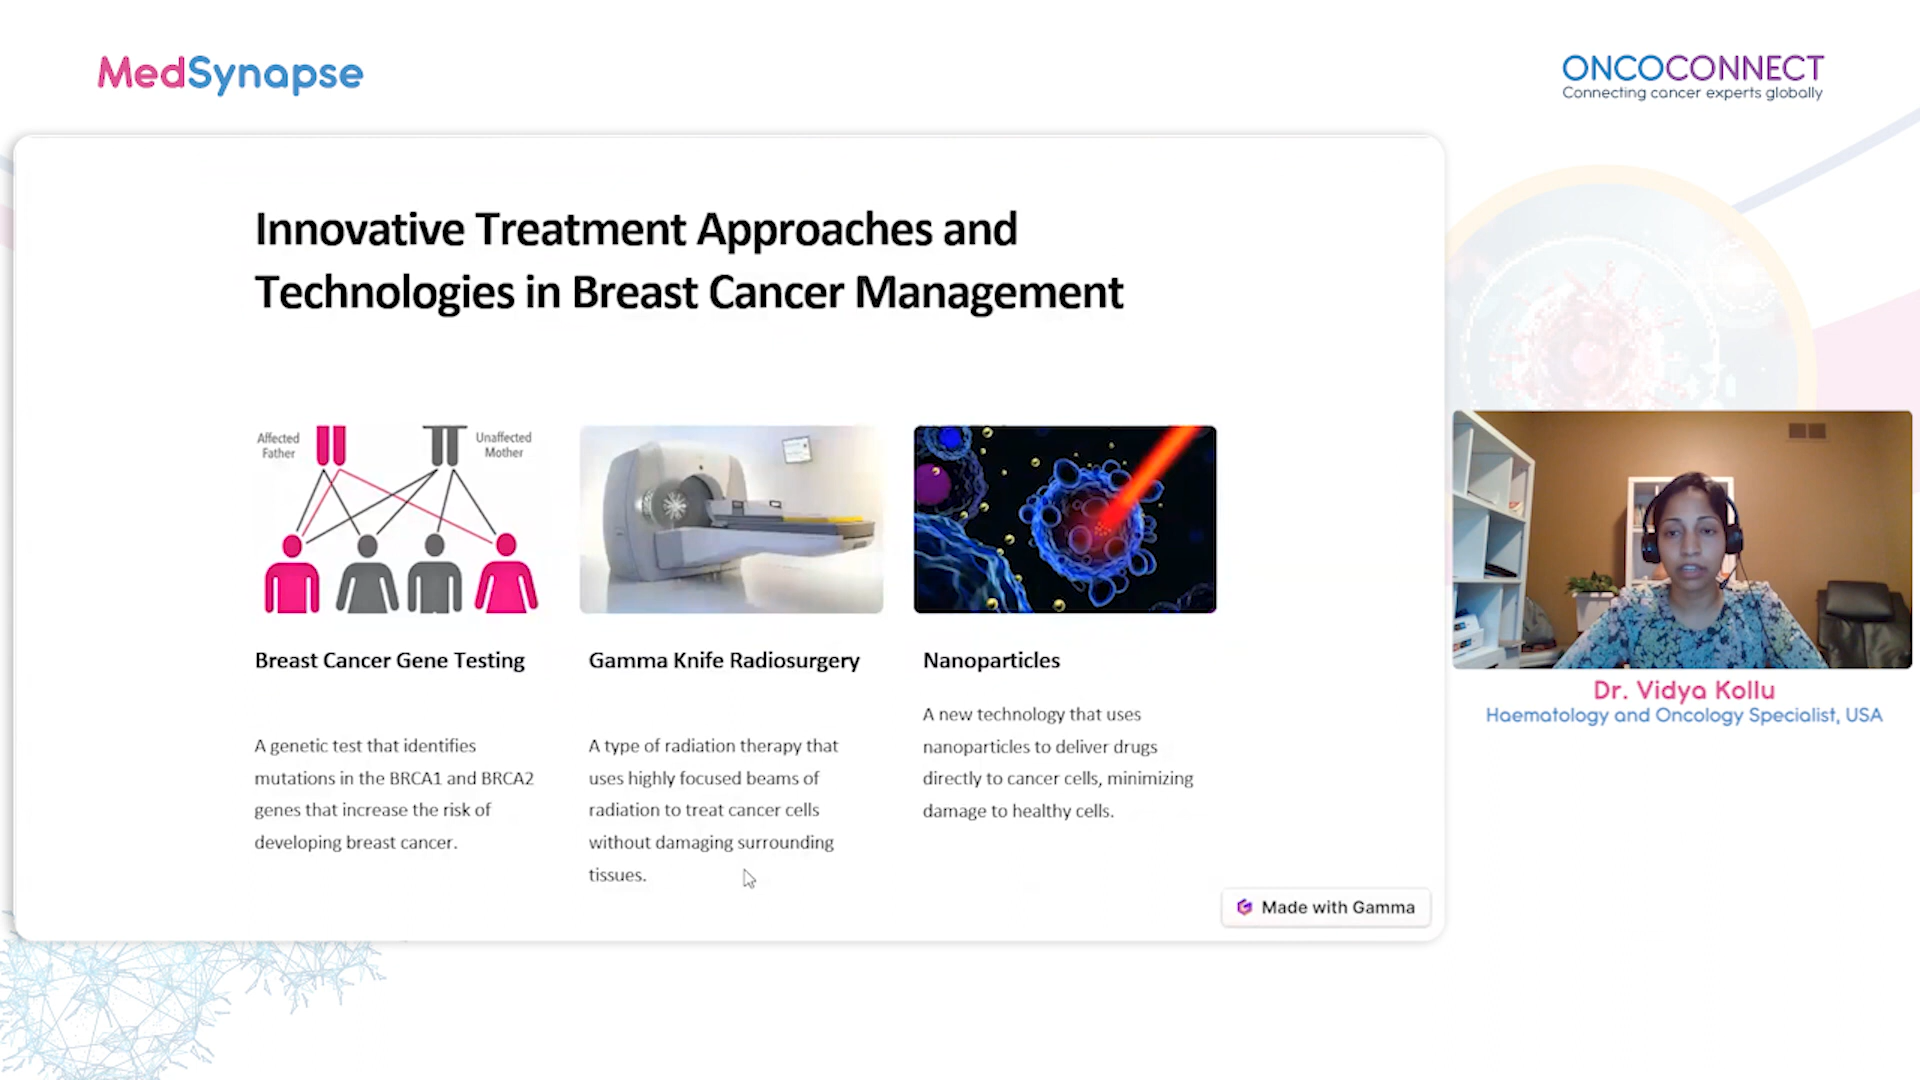 MedSynapse
ONCOCONNECT
Connecting cancer experts globally
Innovative Treatment Approaches and
Technologies in Breast Cancer Management
Affected
Father
Unaffected
Mother
Breast Cancer Gene Testing
A genetic test that identifies
mutations in the BRCA1 and BRCA2
genes that increase the risk of
developing breast cancer.
Gamma Knife Radiosurgery
A type of radiation therapy that
uses highly focused beams of
radiation to treat cancer cells
without damaging surrounding
tissues.
Nanoparticles
A new technology that uses
nanoparticles to deliver drugs
directly to cancer cells, minimizing
damage to healthy cells.
Made with Gamma
Dr. Vidya Kollu
Haematology and Oncology Specialist, USA